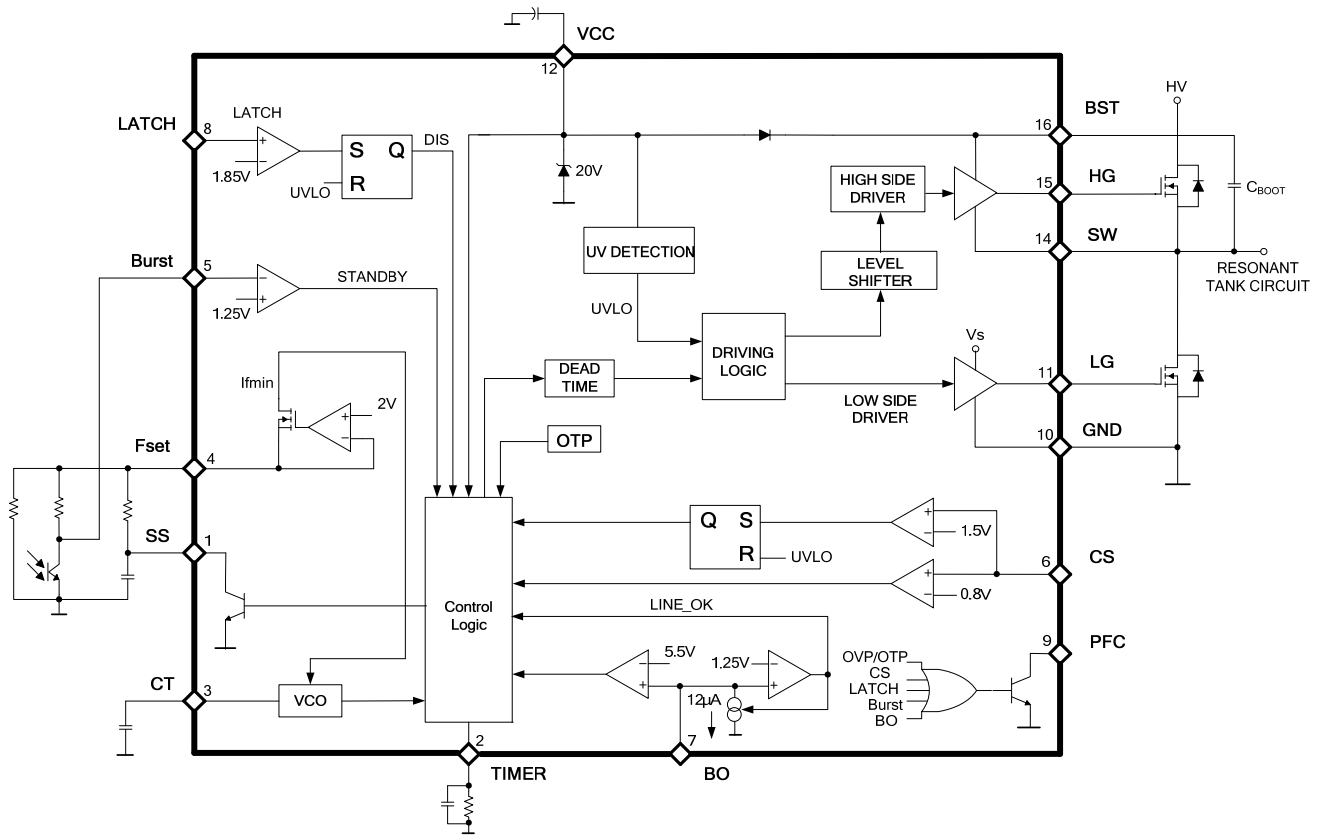 VCC
12
LATCH
8
LATCH
+
−
1.85V
S Q
R
UVLO
DIS
20V
BST
16
HV
HIGH SIDE
DRIVER
15
HG
CBOOT
14
SW
RESONANT
TANK CIRCUIT
UV DETECTION
UVLO
LEVEL
SHIFTER
Burst
5
−
+
1.25V
STANDBY
DRIVING
LOGIC
Vs
LG
11
DEAD
TIME
LOW SIDE
DRIVER
GND
10
Ifmin
2V
+
−
OTP
Fset
4
SS
1
Q S
R
UVLO
+
−
1.5V
+
−
0.8V
CS
6
LINE_OK
Control
Logic
9
PFC
5.5V
−
+
1.25V
−
+
12µA
OVP/OTP
CS
LATCH
Burst
BO
CT
3
VCO
2
TIMER
7
BO